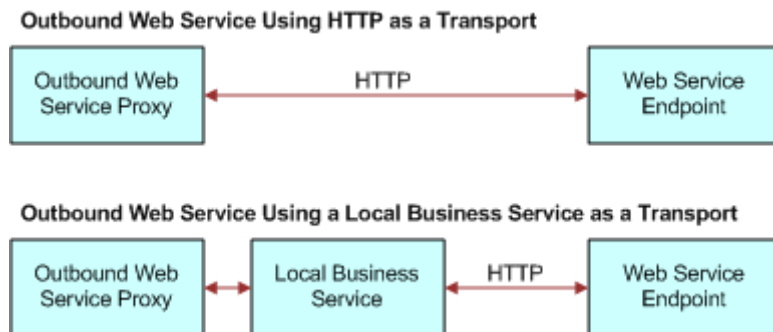 Outbound Web Service Using HTTP as a Transport
Outbound Web
Service Proxy
HTTP
Web Service
Endpoint
Outbound Web Service Using a Local Business Service as a Transport
Outbound Web
Service Proxy
Local Business
Service
HTTP
Web Service
Endpoint